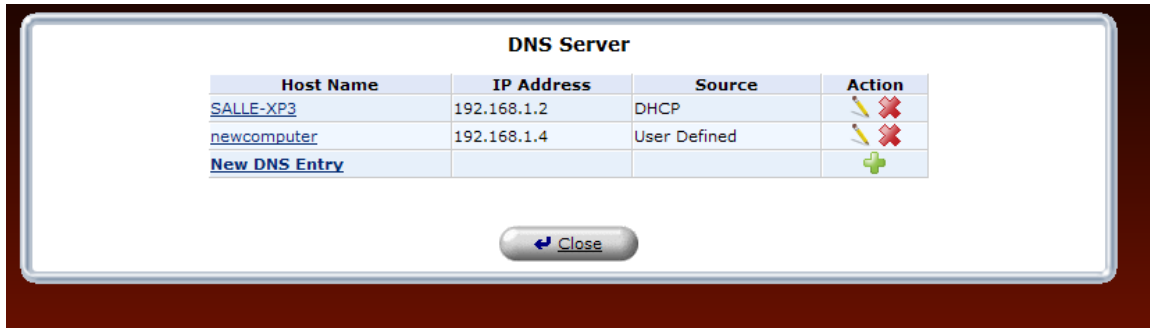 DNS Server
Host Name IP Address Source Action
SALLE-XP3 192.168.1.2 DHCP
newcomputer 192.168.1.4 User Defined
New DNS Entry
Close